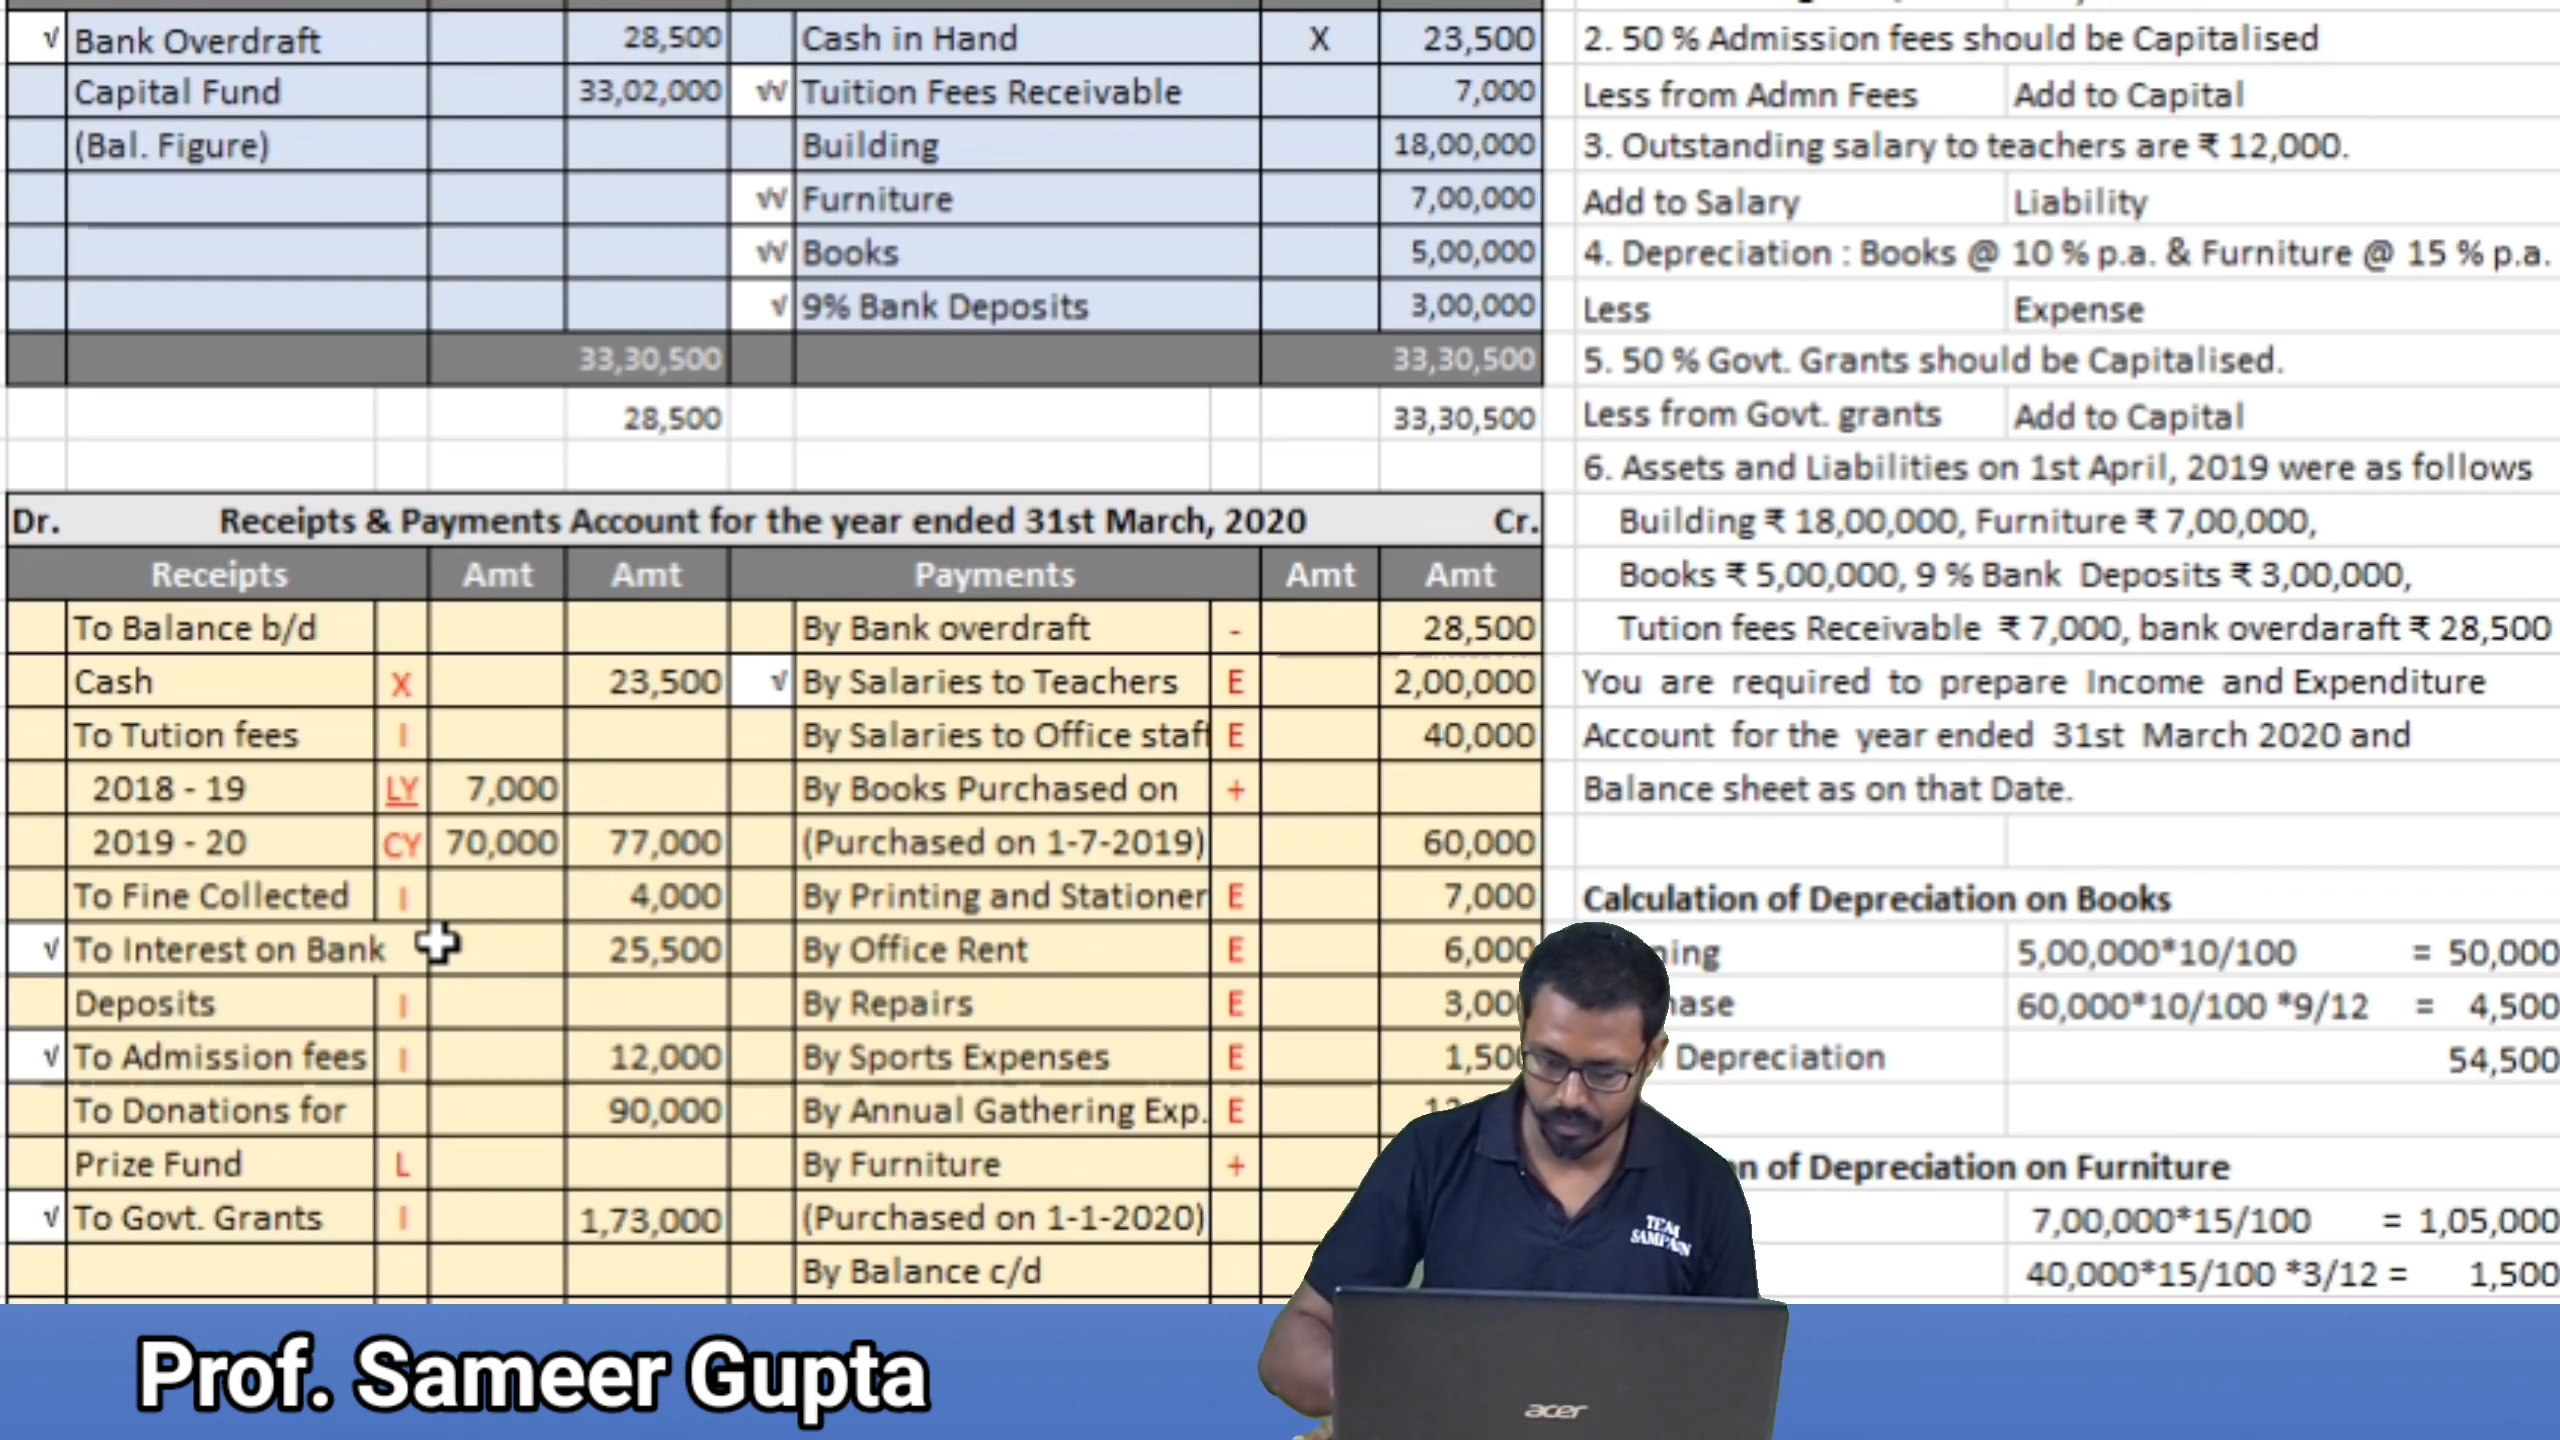 √ Bank Overdraft 28,500 Cash in Hand X 23,500
Capital Fund 33,02,000 √√ Tuition Fees Receivable 7,000
(Bal. Figure) Building 18,00,000
√√ Furniture 7,00,000
√√ Books 5,00,000
√ 9% Bank Deposits 3,00,000
33,30,500 33,30,500
28,500 33,30,500
Dr. Receipts & Payments Account for the year ended 31st March, 2020 Cr.
Receipts Amt Amt Payments Amt Amt
To Balance b/d By Bank overdraft - 28,500
Cash X 23,500 √ By Salaries to Teachers E 2,00,000
To Tution fees I By Salaries to Office staff E 40,000
2018 - 19 LY 7,000 By Books Purchased on +
2019 - 20 CY 70,000 77,000 (Purchased on 1-7-2019) 60,000
To Fine Collected I 4,000 By Printing and Stationer E 7,000
√ To Interest on Bank 25,500 By Office Rent E 6,000
Deposits I By Repairs E 3,00
√ To Admission fees I 12,000 By Sports Expenses E 1,50
To Donations for 90,000 By Annual Gathering Exp. E
Prize Fund L By Furniture +
√ To Govt. Grants I 1,73,000 (Purchased on 1-1-2020)
By Balance c/d
2. 50 % Admission fees should be Capitalised
Less from Admn Fees Add to Capital
3. Outstanding salary to teachers are ₹ 12,000.
Add to Salary Liability
4. Depreciation : Books @ 10 % p.a. & Furniture @ 15 % p.a.
Less Expense
5. 50 % Govt. Grants should be Capitalised.
Less from Govt. grants Add to Capital
6. Assets and Liabilities on 1st April, 2019 were as follows
Building ₹ 18,00,000, Furniture ₹ 7,00,000,
Books ₹ 5,00,000, 9 % Bank Deposits ₹ 3,00,000,
Tution fees Receivable ₹ 7,000, bank overdaraft ₹ 28,500
You are required to prepare Income and Expenditure
Account for the year ended 31st March 2020 and
Balance sheet as on that Date.
Calculation of Depreciation on Books
ning 5,00,000*10/100 = 50,000
hase 60,000*10/100 *9/12 = 4,500
Depreciation 54,500
n of Depreciation on Furniture
7,00,000*15/100 = 1,05,000
40,000*15/100 *3/12 = 1,500
TEAM
Prof. Sameer Gupta
acer